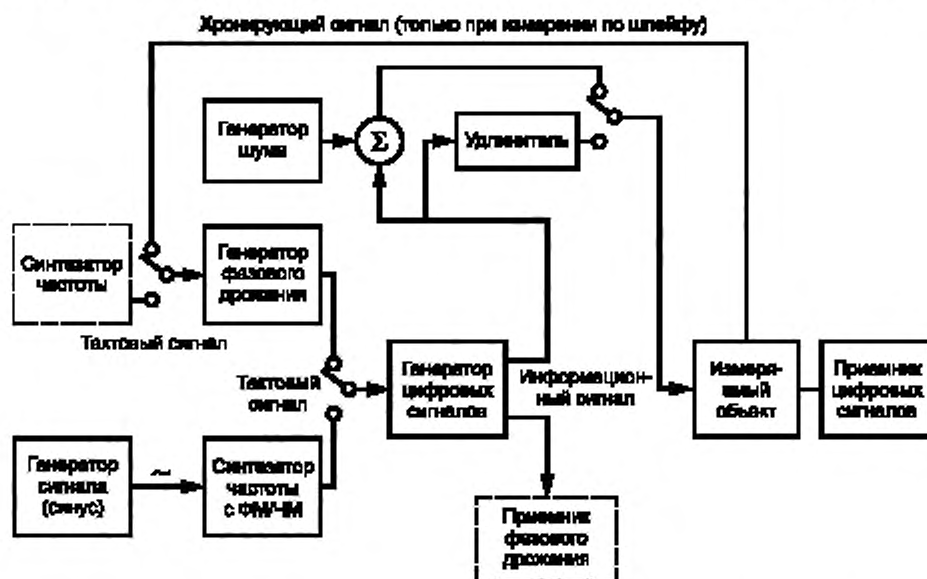 Хронирующий сигнал (только при измерении по шлейфу)
Генератор
шума
Σ
Удлинитель
Синтезатор
частоты
Генератор
фазового
дрожания
Тактовый сигнал
Тактовый
сигнал
Генератор
цифровых
сигналов
Информацион-
ный сигнал
Измеря-
емый
объект
Приемник
цифровых
сигналов
Генератор
сигнала
(синус)
~
Синтезатор
частоты
с ФМ/ЧМ
Приемник
фазового
дрожания